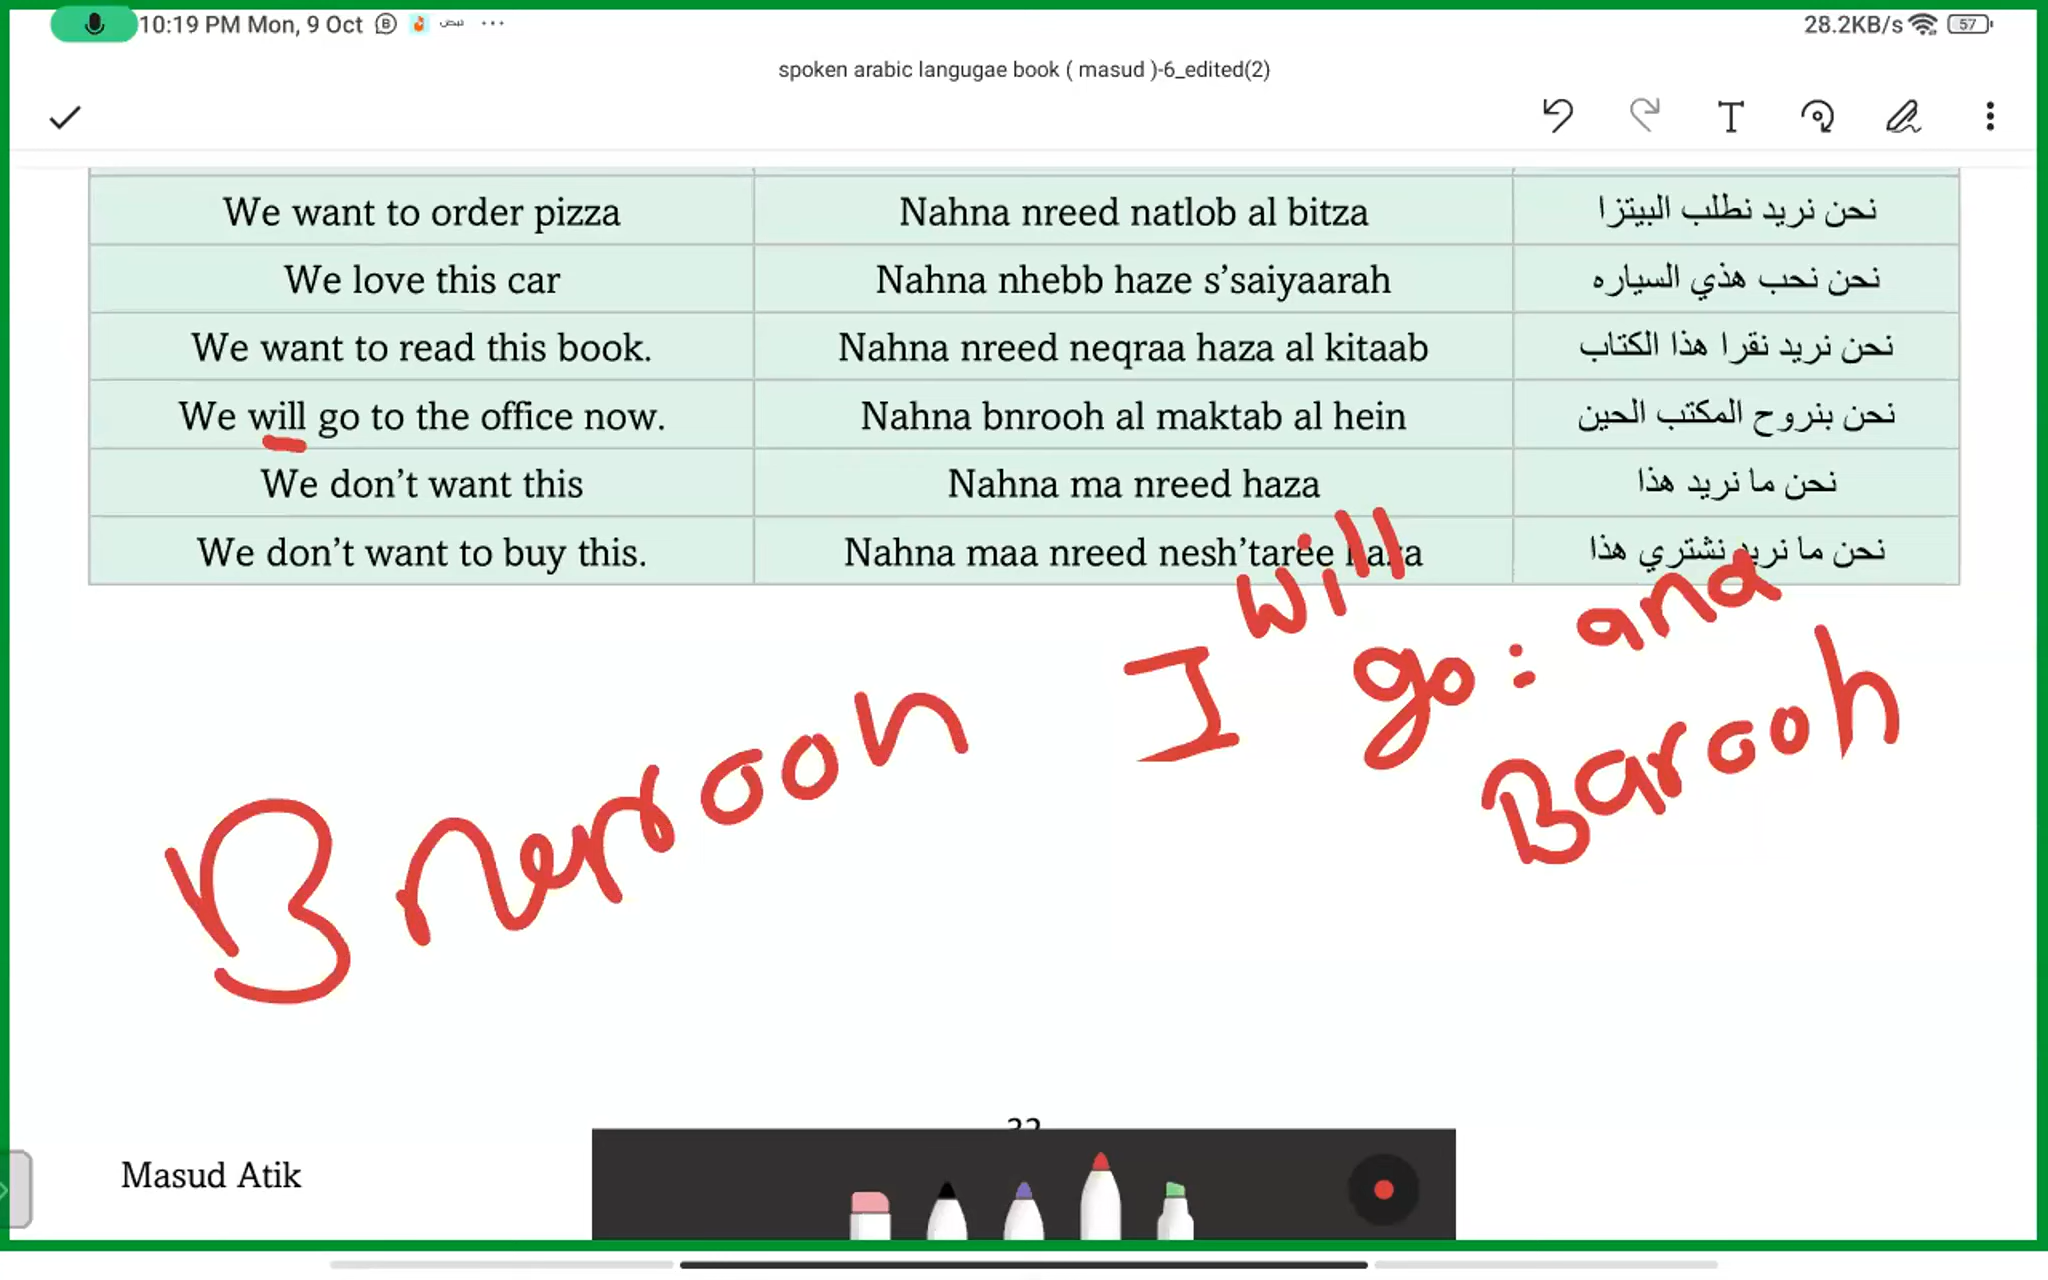 10:19 PM Mon, 9 Oct نبض ... 28.2KB/s 57
spoken arabic langugae book ( masud )-6_edited(2)
T
We want to order pizza Nahna nreed natlob al bitza نحن نريد نطلب البيتزا
We love this car Nahna nhebb haze s’saiyaarah نحن نحب هذي السياره
We want to read this book. Nahna nreed neqraa haza al kitaab نحن نريد نقرا هذا الكتاب
We will go to the office now. Nahna bnrooh al maktab al hein نحن بنروح المكتب الحين
We don’t want this Nahna ma nreed haza نحن ما نريد هذا
We don’t want to buy this. Nahna maa nreed nesh’taree haza نحن ما نريد نشتري هذا
I will go : ana
Barooh
Bnerooh
32
Masud Atik